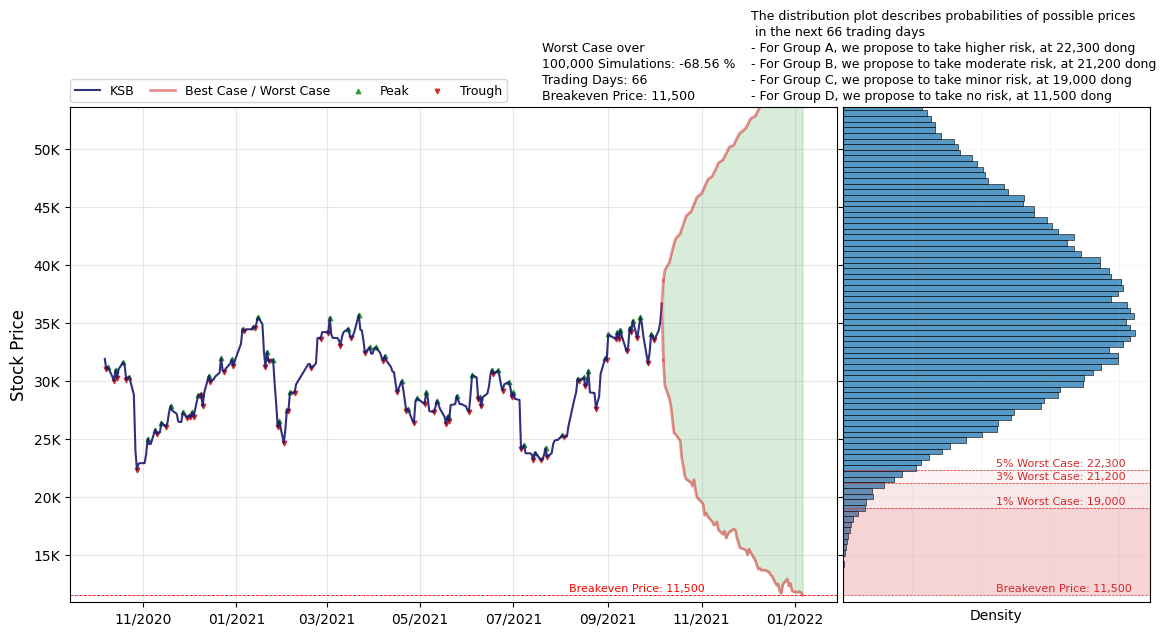 The distribution plot describes probabilities of possible prices
in the next 66 trading days
- For Group A, we propose to take higher risk, at 22,300 dong
- For Group B, we propose to take moderate risk, at 21,200 dong
- For Group C, we propose to take minor risk, at 19,000 dong
- For Group D, we propose to take no risk, at 11,500 dong
Worst Case over
100,000 Simulations: -68.56 %
Trading Days: 66
Breakeven Price: 11,500
KSB
Best Case / Worst Case
Peak
Trough
Stock Price
50K
45K
40K
35K
30K
25K
20K
15K
Breakeven Price: 11,500
11/2020
01/2021
03/2021
05/2021
07/2021
09/2021
11/2021
01/2022
5% Worst Case: 22,300
3% Worst Case: 21,200
1% Worst Case: 19,000
Breakeven Price: 11,500
Density